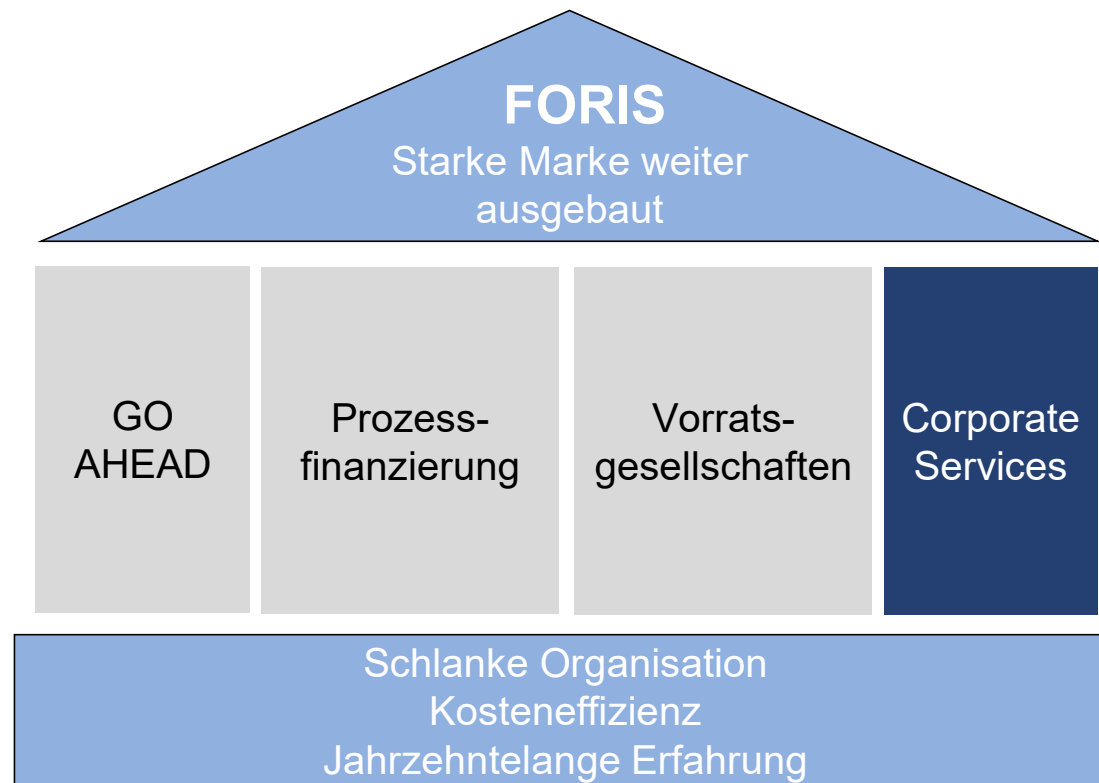 FORIS
Starke Marke weiter
ausgebaut
GO
AHEAD
Prozess-
finanzierung
Vorrats-
gesellschaften
Corporate
Services
Schlanke Organisation
Kosteneffizienz
Jahrzehntelange Erfahrung